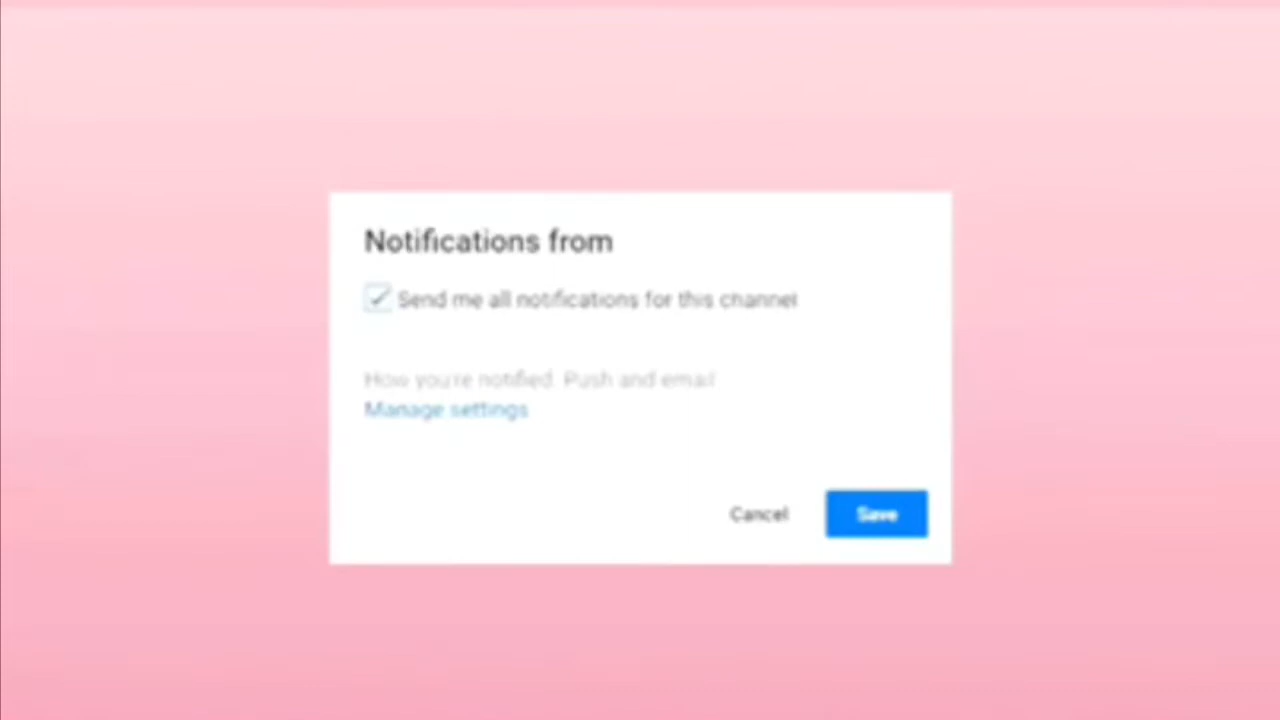 Notifications from
Send me all notifications for this channel
How you're notified: Push and email
Manage settings
Cancel
Save